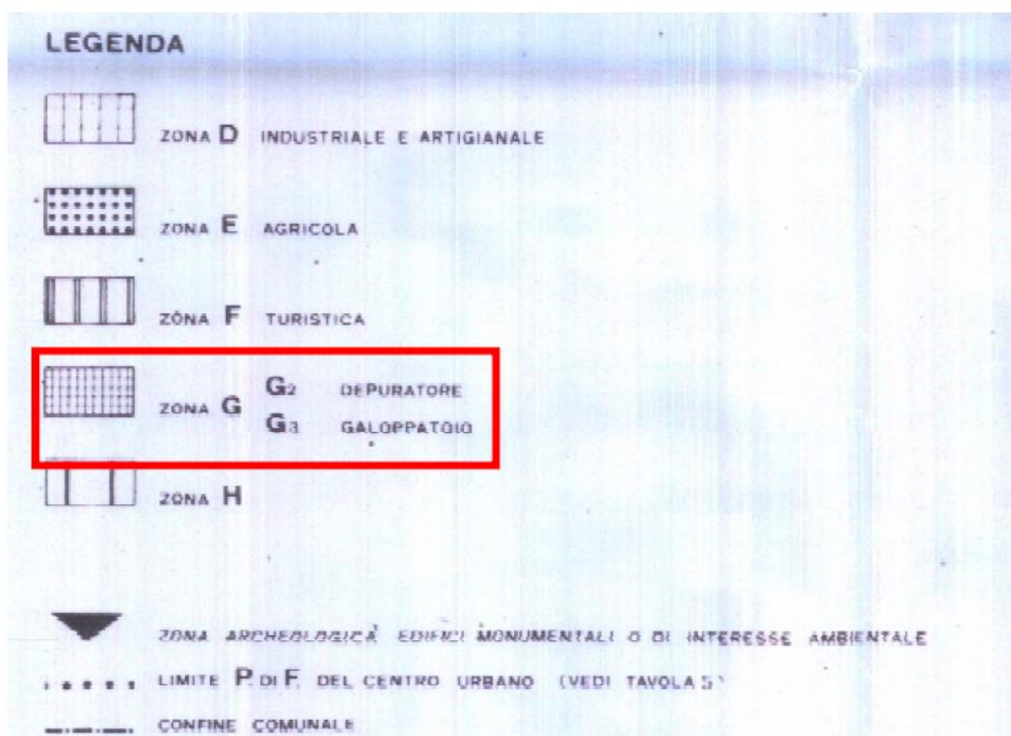 LEGENDA
ZONA D INDUSTRIALE E ARTIGIANALE
ZONA E AGRICOLA
ZONA F TURISTICA
ZONA G G2 DEPURATORE
G3 GALOPPATOIO
ZONA H
ZONA ARCHEOLOGICA EDIFICI MONUMENTALI O DI INTERESSE AMBIENTALE
LIMITE P. DI F. DEL CENTRO URBANO (VEDI TAVOLA 5)
CONFINE COMUNALE